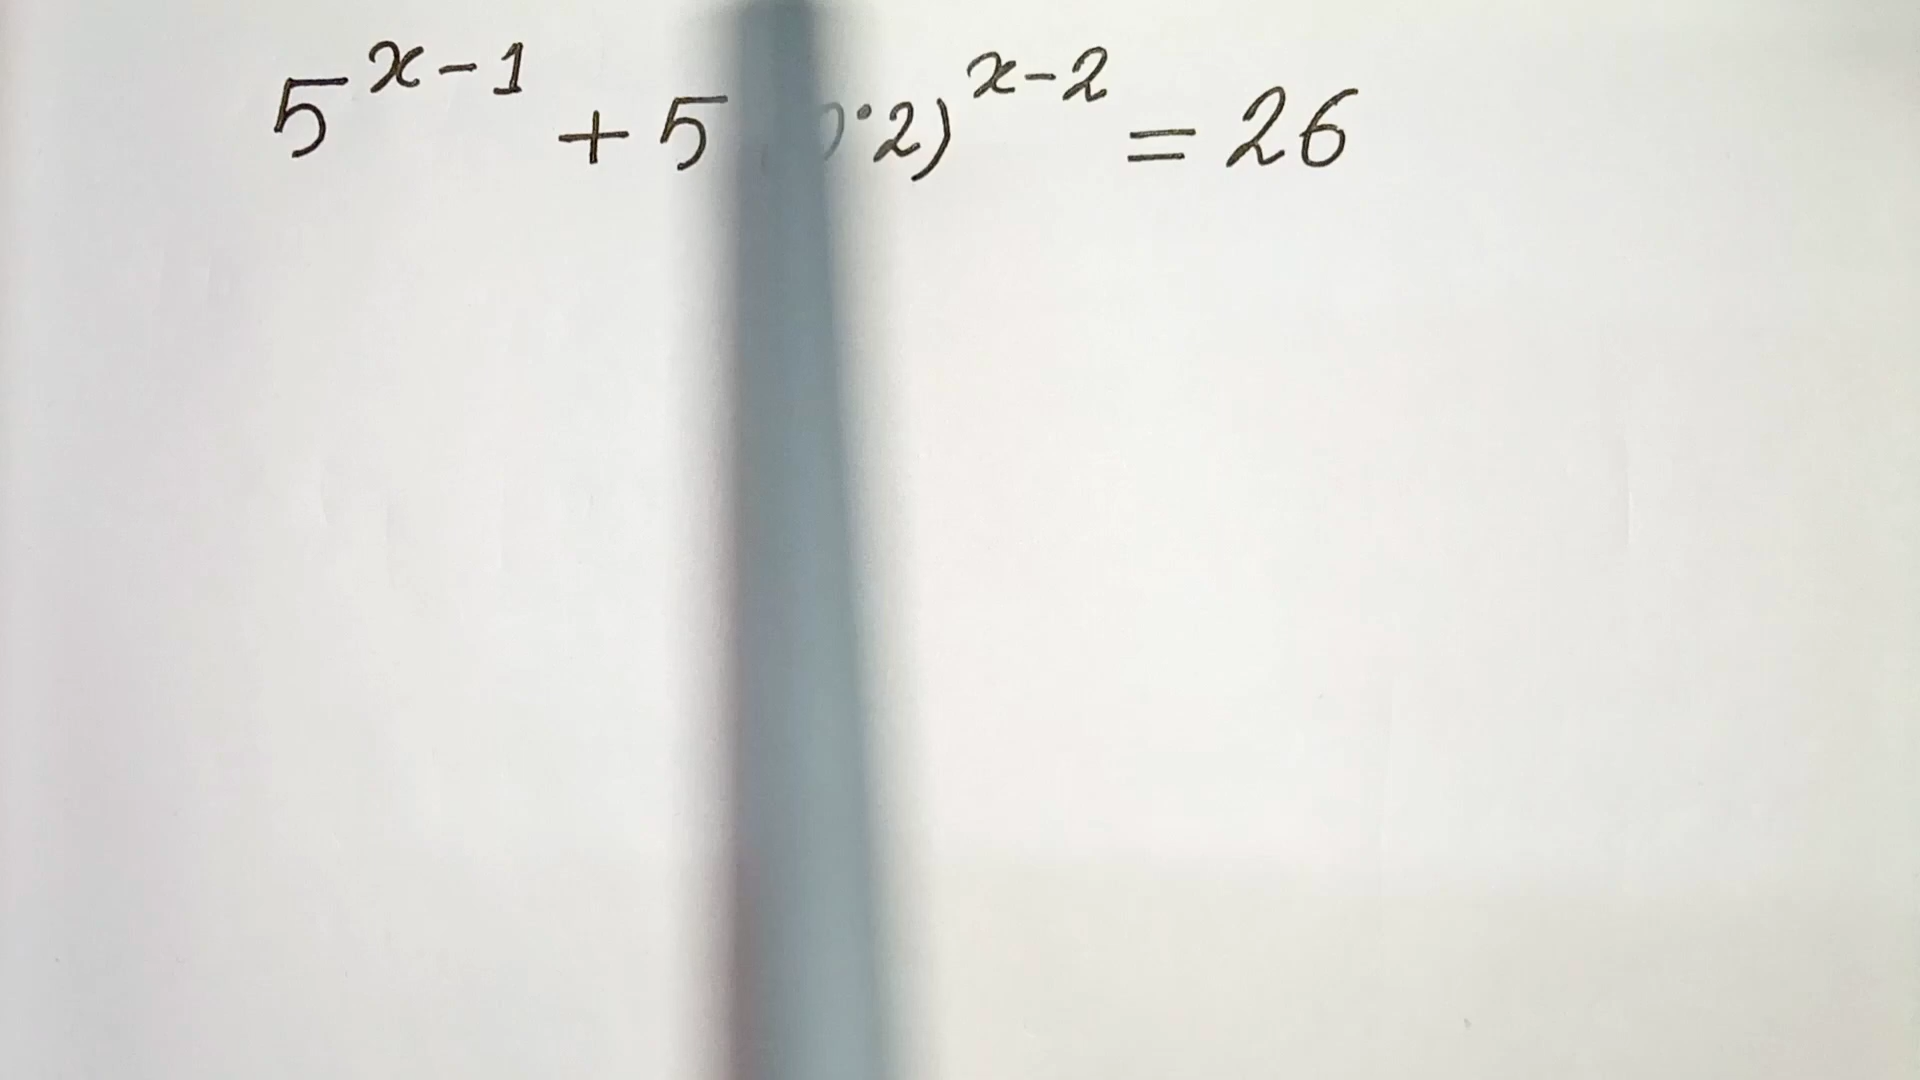 5^{x-1} + 5 ·2)^{x-2} = 26